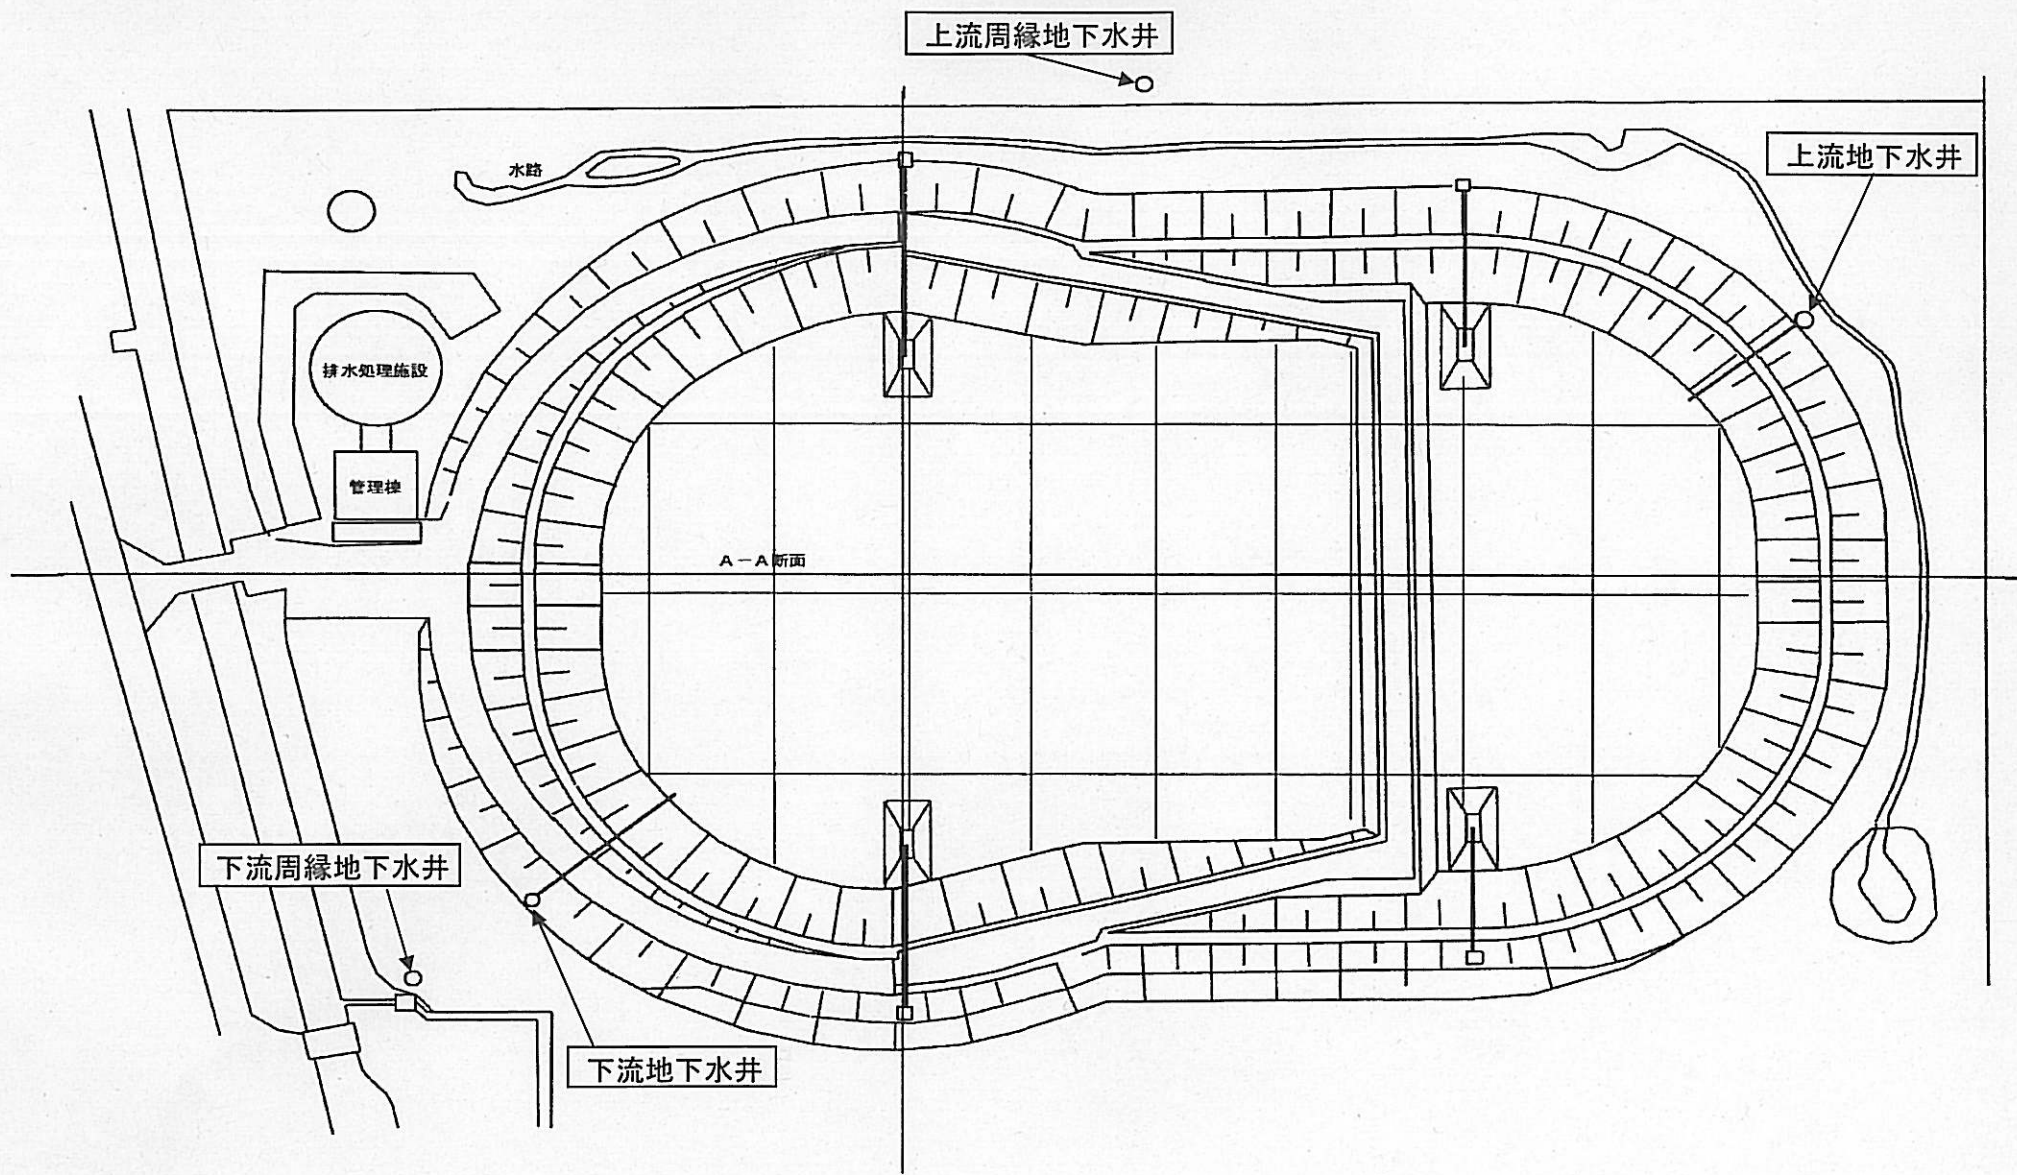 上流周縁地下水井
上流地下水井
水路
排水処理施設
管理棟
A－A断面
下流周縁地下水井
下流地下水井